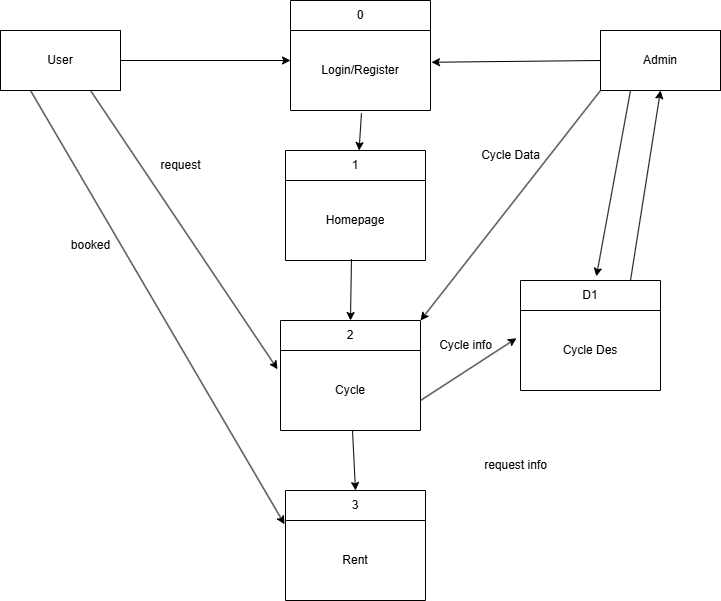 0
User
Login/Register
Admin
request
Cycle Data
1
Homepage
booked
D1
2
Cycle info
Cycle Des
Cycle
request info
3
Rent